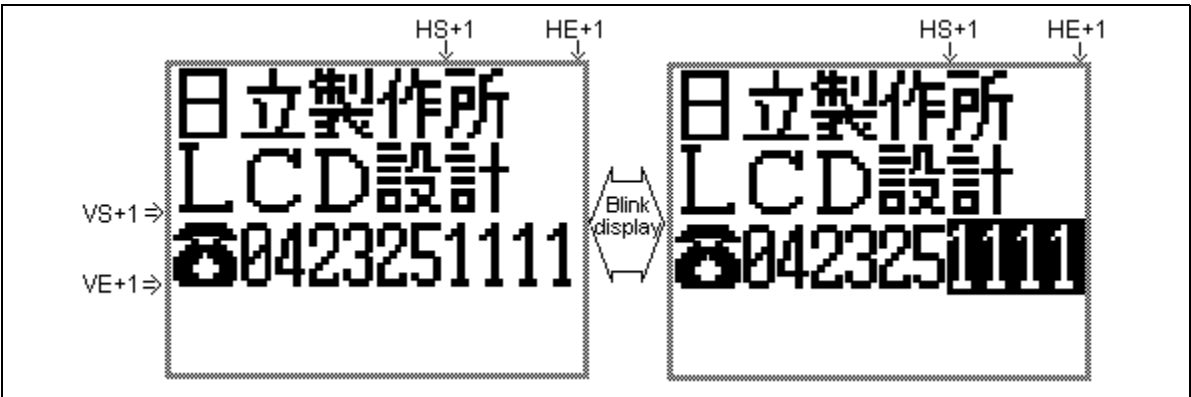 HS+1 HE+1
日立製作所
LCD設計
VS+1⇒
☎0423251111
VE+1⇒
Blink
display
HS+1 HE+1
日立製作所
LCD設計
☎0423251111